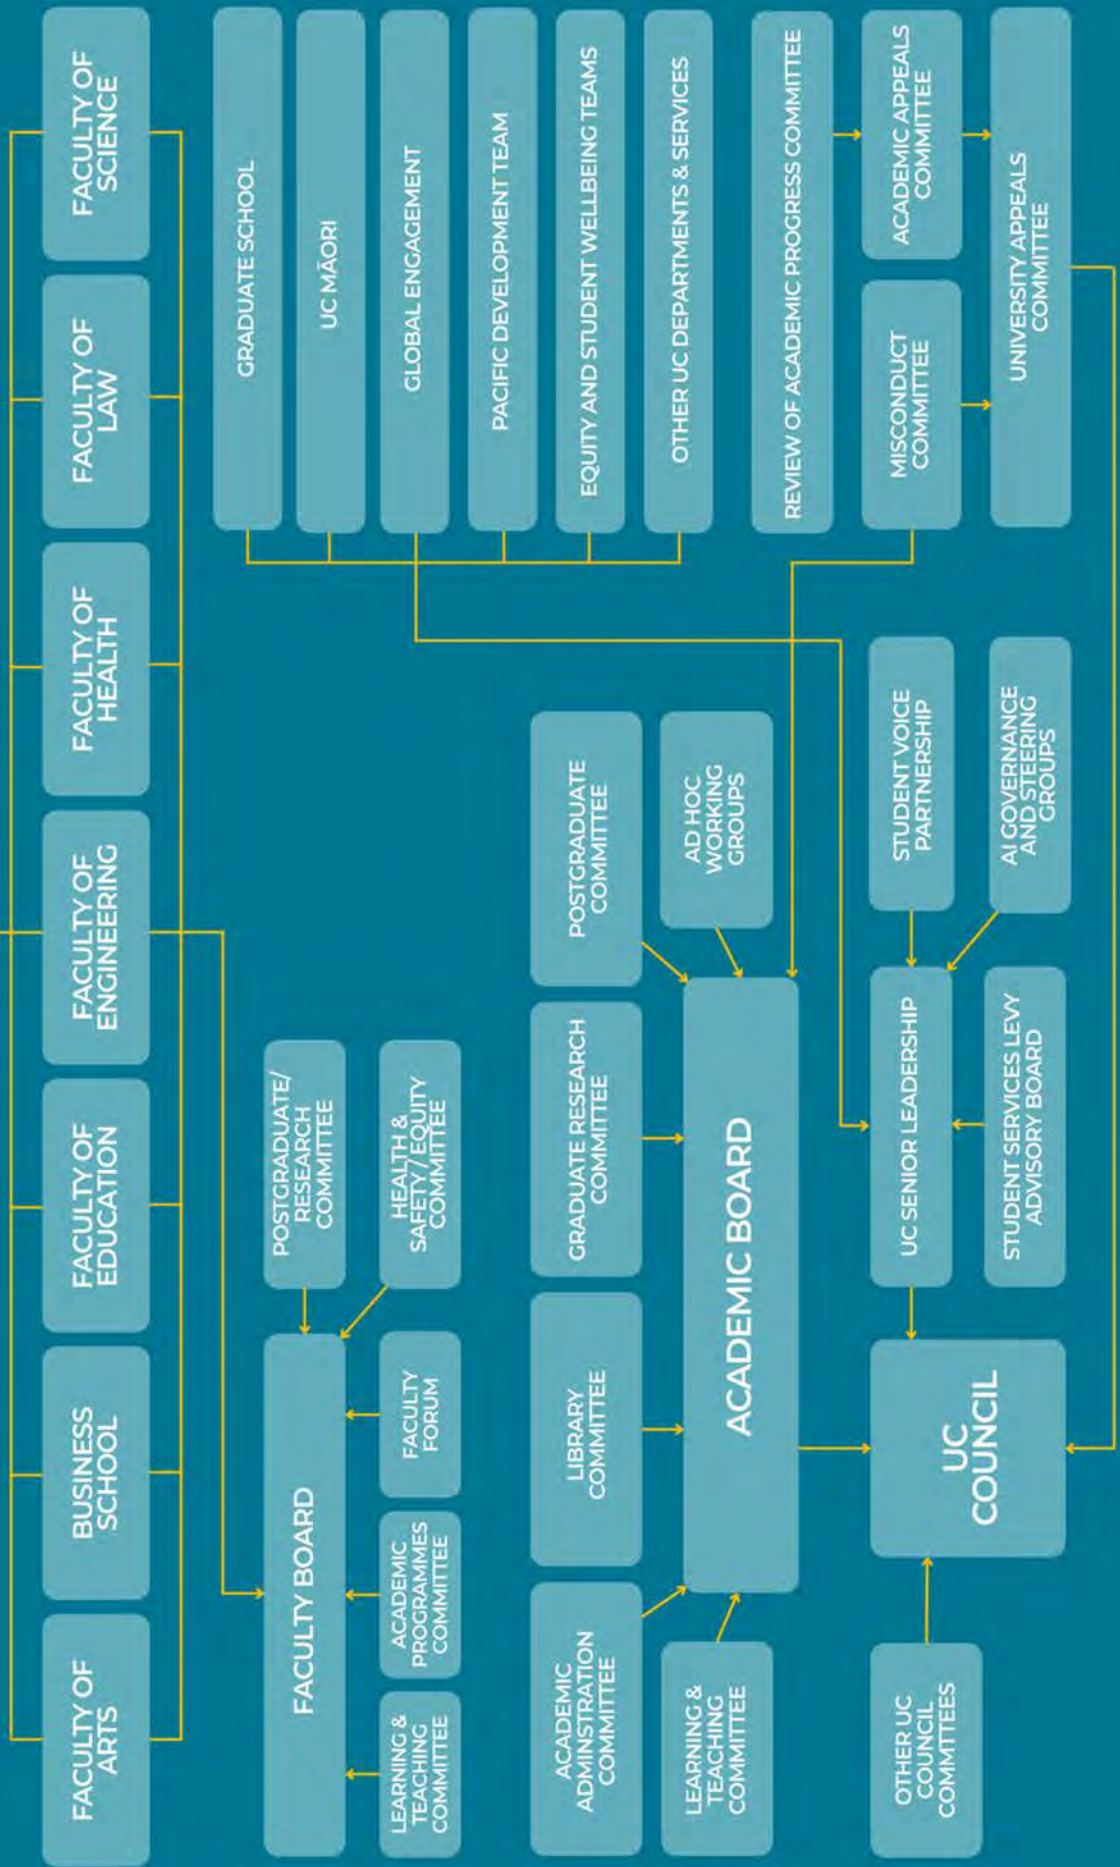 FACULTY OF
ARTS
BUSINESS
SCHOOL
FACULTY OF
EDUCATION
FACULTY OF
ENGINEERING
FACULTY OF
HEALTH
FACULTY OF
LAW
FACULTY OF
SCIENCE
FACULTY BOARD
POSTGRADUATE/
RESEARCH
COMMITTEE
LEARNING &
TEACHING
COMMITTEE
ACADEMIC
PROGRAMMES
COMMITTEE
FACULTY
FORUM
HEALTH &
SAFETY / EQUITY
COMMITTEE
GRADUATE SCHOOL
UC MĀORI
GLOBAL ENGAGEMENT
PACIFIC DEVELOPMENT TEAM
EQUITY AND STUDENT WELLBEING TEAMS
OTHER UC DEPARTMENTS & SERVICES
ACADEMIC
ADMINSTRATION
COMMITTEE
LIBRARY
COMMITTEE
GRADUATE RESEARCH
COMMITTEE
POSTGRADUATE
COMMITTEE
LEARNING &
TEACHING
COMMITTEE
ACADEMIC BOARD
AD HOC
WORKING
GROUPS
REVIEW OF ACADEMIC PROGRESS COMMITTEE
MISCONDUCT
COMMITTEE
ACADEMIC APPEALS
COMMITTEE
UNIVERSITY APPEALS
COMMITTEE
OTHER UC
COUNCIL
COMMITTEES
UC
COUNCIL
UC SENIOR LEADERSHIP
STUDENT VOICE
PARTNERSHIP
STUDENT SERVICES LEVY
ADVISORY BOARD
AI GOVERNANCE
AND STEERING
GROUPS